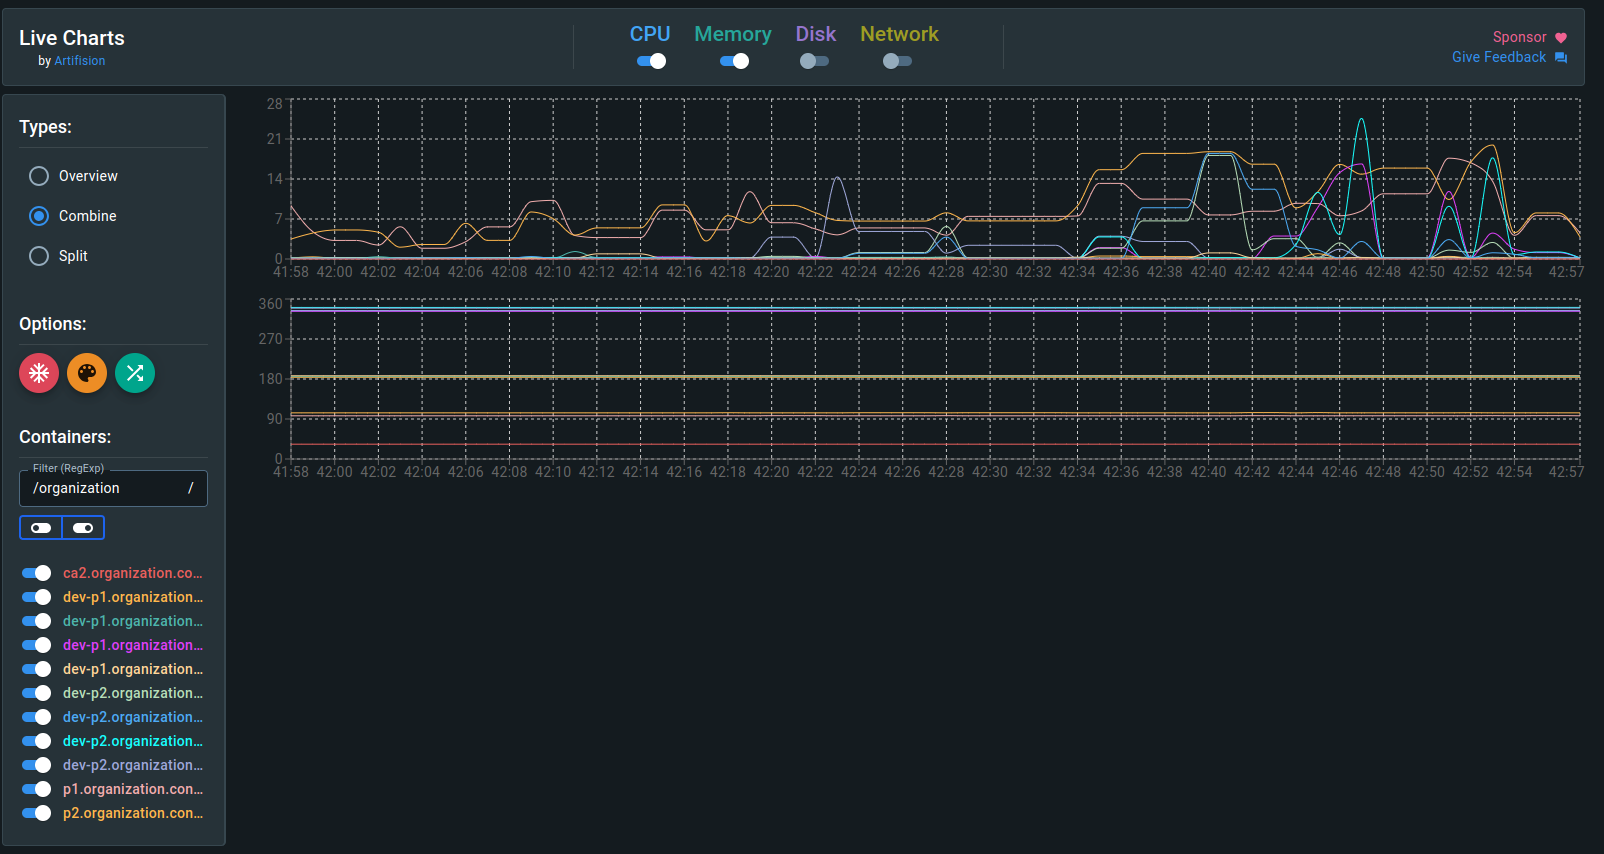 Live Charts
by Artifision
CPU Memory Disk Network
Sponsor
Give Feedback
Types:
Overview
Combine
Split
Options:
Containers:
Filter (RegExp)
/organization /
ca2.organization.co...
dev-p1.organization...
dev-p1.organization...
dev-p1.organization...
dev-p1.organization...
dev-p2.organization...
dev-p2.organization...
dev-p2.organization...
dev-p2.organization...
p1.organization.con...
p2.organization.con...
28
21
14
7
0
41:58 42:00 42:02 42:04 42:06 42:08 42:10 42:12 42:14 42:16 42:18 42:20 42:22 42:24 42:26 42:28 42:30 42:32 42:34 42:36 42:38 42:40 42:42 42:44 42:46 42:48 42:50 42:52 42:54 42:57
360
270
180
90
0
41:58 42:00 42:02 42:04 42:06 42:08 42:10 42:12 42:14 42:16 42:18 42:20 42:22 42:24 42:26 42:28 42:30 42:32 42:34 42:36 42:38 42:40 42:42 42:44 42:46 42:48 42:50 42:52 42:54 42:57